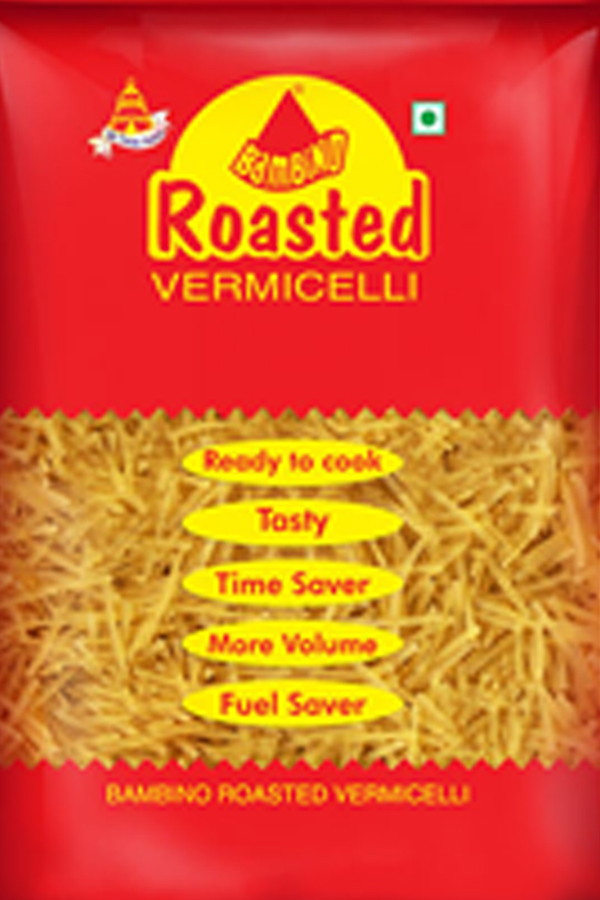 BAMBINO
Roasted
VERMICELLI
Ready to cook
Tasty
Time Saver
More Volume
Fuel Saver
BAMBINO ROASTED VERMICELLI